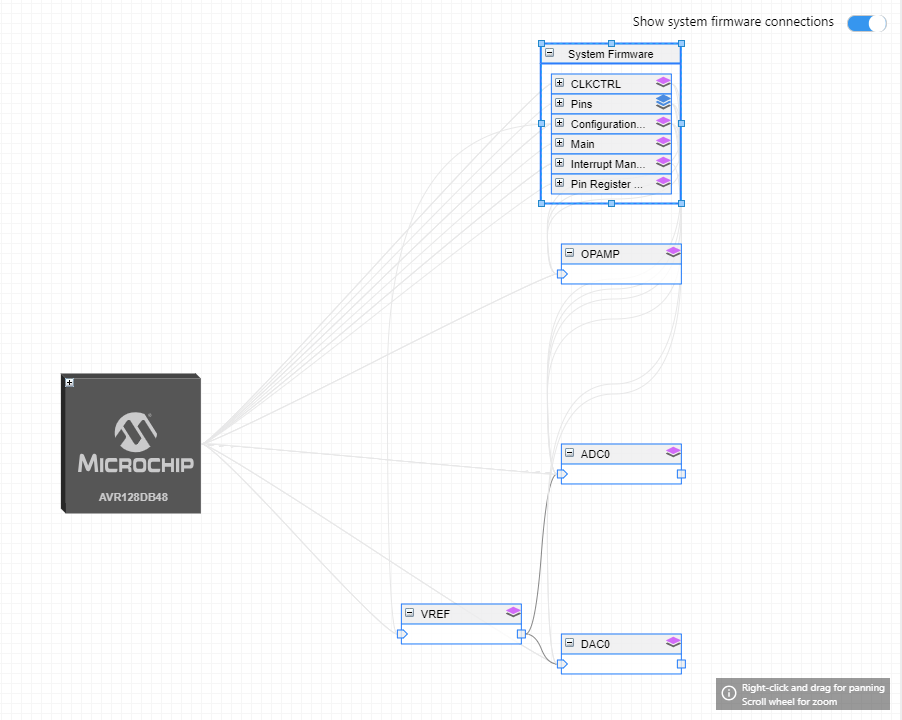 Show system firmware connections
System Firmware
CLKCTRL
Pins
Configuration...
Main
Interrupt Man...
Pin Register ...
OPAMP
MICROCHIP
AVR128DB48
ADC0
VREF
DAC0
Right-click and drag for panning
Scroll wheel for zoom